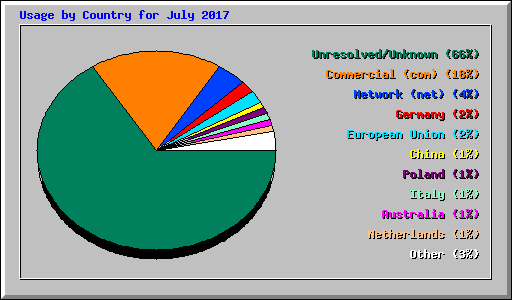 Usage by Country for July 2017
Unresolved/Unknown (66%)
Commercial (com) (18%)
Network (net) (4%)
Germany (2%)
European Union (2%)
China (1%)
Poland (1%)
Italy (1%)
Australia (1%)
Netherlands (1%)
Other (3%)